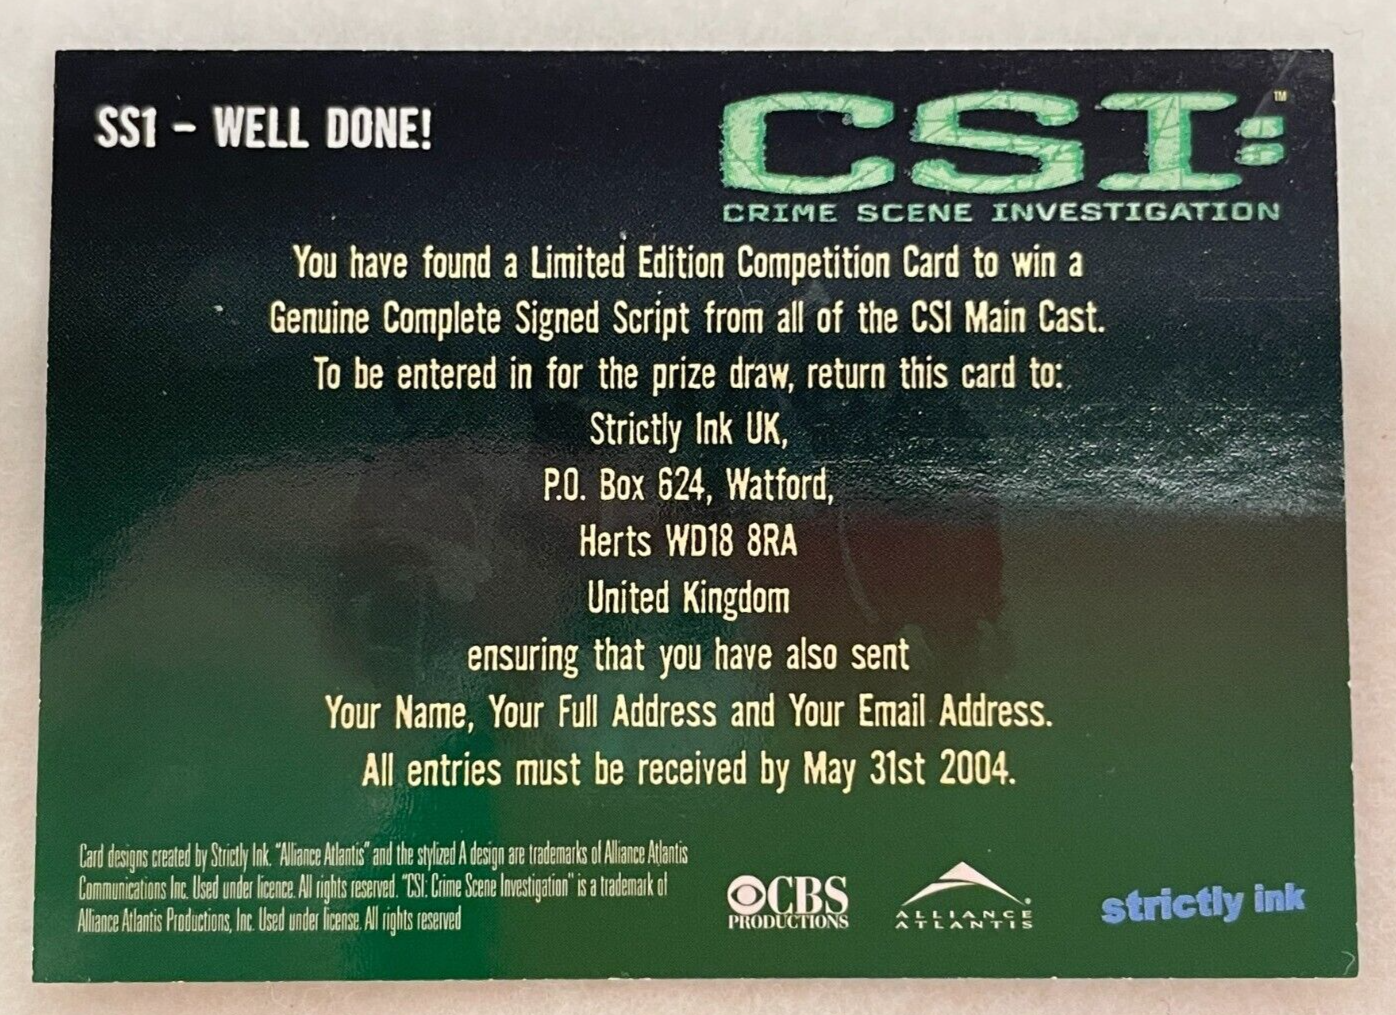 SS1 - WELL DONE!
CSI:™
CRIME SCENE INVESTIGATION
You have found a Limited Edition Competition Card to win a
Genuine Complete Signed Script from all of the CSI Main Cast.
To be entered in for the prize draw, return this card to:
Strictly Ink UK,
P.O. Box 624, Watford,
Herts WD18 8RA
United Kingdom
ensuring that you have also sent
Your Name, Your Full Address and Your Email Address.
All entries must be received by May 31st 2004.
Card designs created by Strictly Ink. "Alliance Atlantis" and the stylized A design are trademarks of Alliance Atlantis
Communications Inc. Used under licence. All rights reserved. "CSI: Crime Scene Investigation" is a trademark of
Alliance Atlantis Productions, Inc. Used under license. All rights reserved
CBS
PRODUCTIONS
ALLIANCE®
ATLANTIS
strictly ink